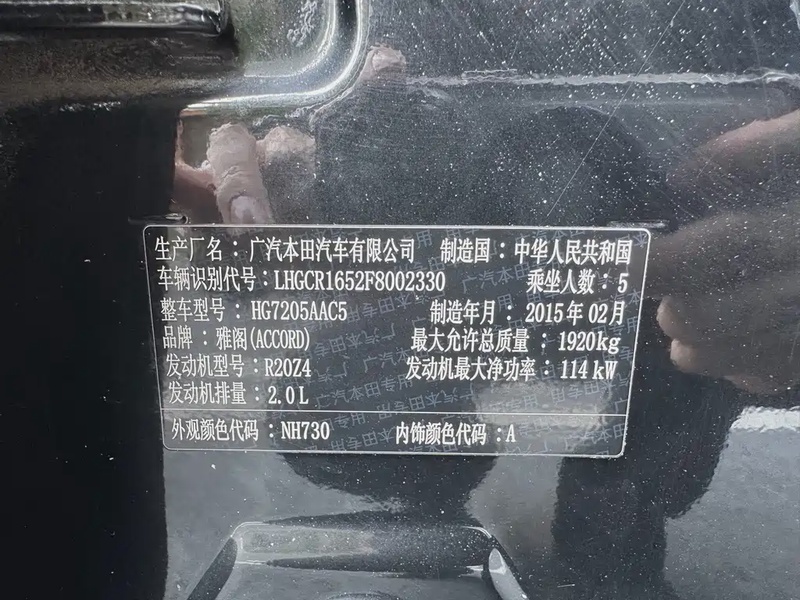 生产厂名：广汽本田汽车有限公司 制造国：中华人民共和国
车辆识别代号：LHGCR1652F8002330 乘坐人数：5
整车型号：HG7205AAC5 制造年月：2015年02月
品牌：雅阁(ACCORD) 最大允许总质量：1920kg
发动机型号：R20Z4 发动机最大净功率：114kW
发动机排量：2.0L
外观颜色代码：NH730 内饰颜色代码：A